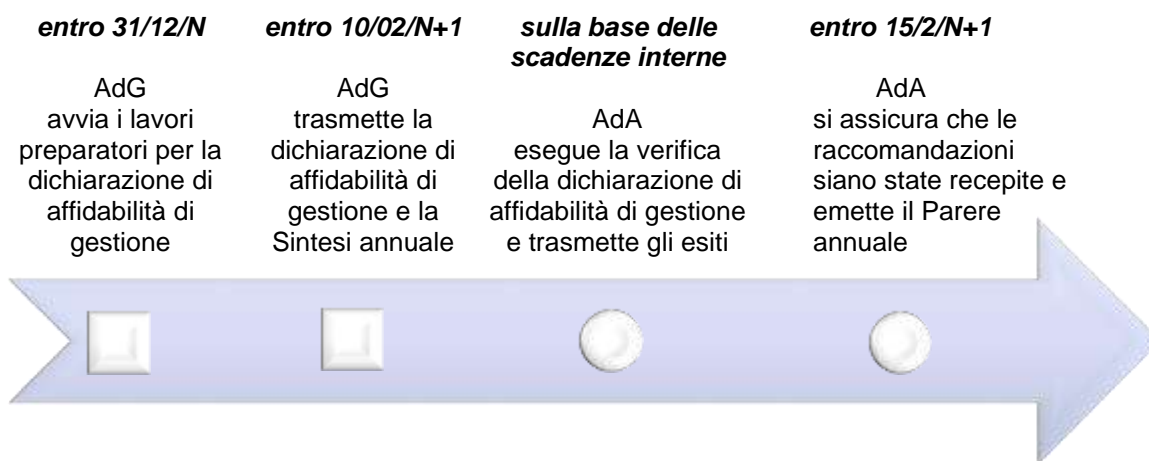 entro 31/12/N
AdG
avvia i lavori
preparatori per la
dichiarazione di
affidabilità di
gestione
entro 10/02/N+1
AdG
trasmette la
dichiarazione di
affidabilità di
gestione e la
Sintesi annuale
sulla base delle
scadenze interne
AdA
esegue la verifica
della dichiarazione di
affidabilità di gestione
e trasmette gli esiti
entro 15/2/N+1
AdA
si assicura che le
raccomandazioni
siano state recepite e
emette il Parere
annuale